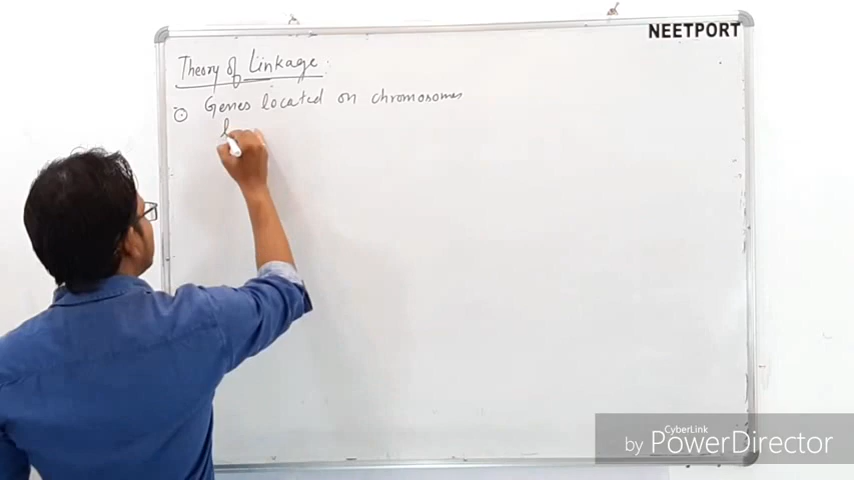 NEETPORT
Theory of Linkage :
Genes located on chromosomes
CyberLink
by PowerDirector